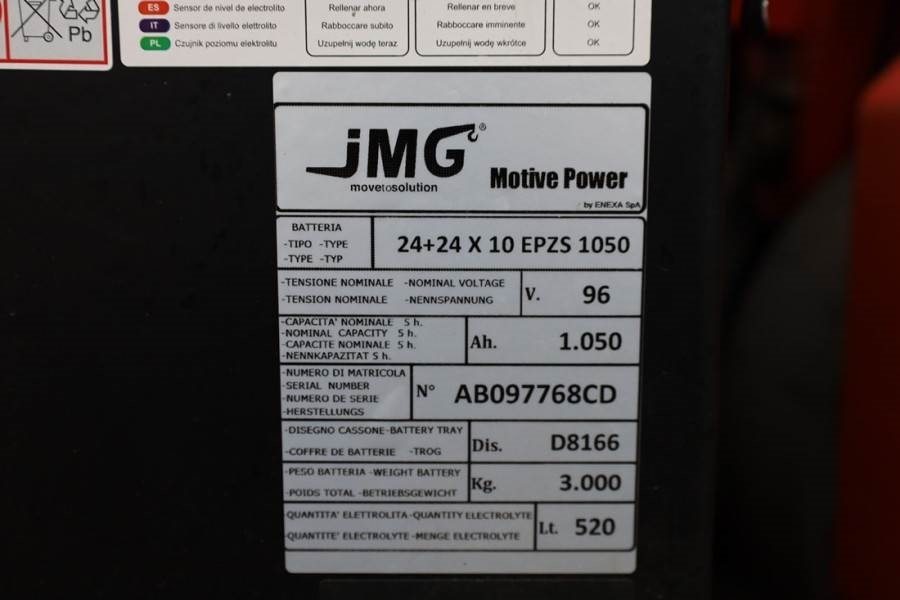 Pb
ES Sensor de nivel de electrolito Rellenar ahora Rellenar en breve OK
IT Sensore di livello elettrolito Rabboccare subito Rabboccare imminente OK
PL Czujnik poziomu elektrolitu Uzupełnij wodę teraz Uzupełnij wodę wkrótce OK
JMG®
movetosolution
Motive Power
by ENEXA SpA
BATTERIA
-TIPO -TYPE
-TYPE -TYP
24+24 X 10 EPZS 1050
-TENSIONE NOMINALE -NOMINAL VOLTAGE
-TENSION NOMINALE -NENNSPANNUNG
V. 96
-CAPACITA' NOMINALE 5 h.
-NOMINAL CAPACITY 5 h.
-CAPACITE NOMINALE 5 h.
-NENNKAPAZITAT 5 h.
Ah. 1.050
-NUMERO DI MATRICOLA
-SERIAL NUMBER
-NUMERO DE SERIE
-HERSTELLUNGS
N° AB097768CD
-DISEGNO CASSONE-BATTERY TRAY
-COFFRE DE BATTERIE -TROG
Dis. D8166
-PESO BATTERIA -WEIGHT BATTERY
-POIDS TOTAL -BETRIEBSGEWICHT
Kg. 3.000
-QUANTITA' ELETTROLITA-QUANTITY ELECTROLYTE
-QUANTITE' ELECTROLYTE -MENGE ELECTROLYTE
Lt. 520